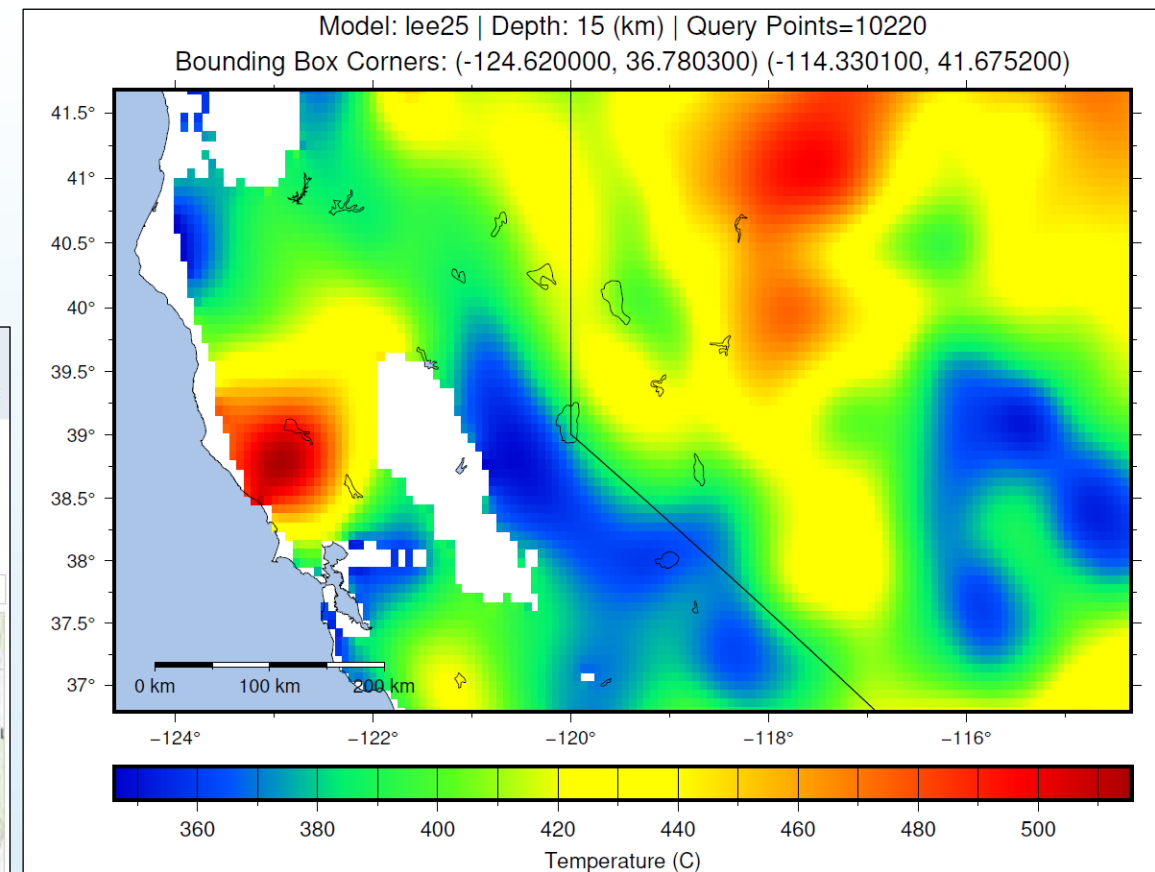 Model: lee25 | Depth: 15 (km) | Query Points=10220
Bounding Box Corners: (-124.620000, 36.780300) (-114.330100, 41.675200)
41.5°
41°
40.5°
40°
39.5°
39°
38.5°
38°
37.5°
37°
0 km 100 km 200 km
−124° −122° −120° −118° −116°
360 380 400 420 440 460 480 500
Temperature (C)